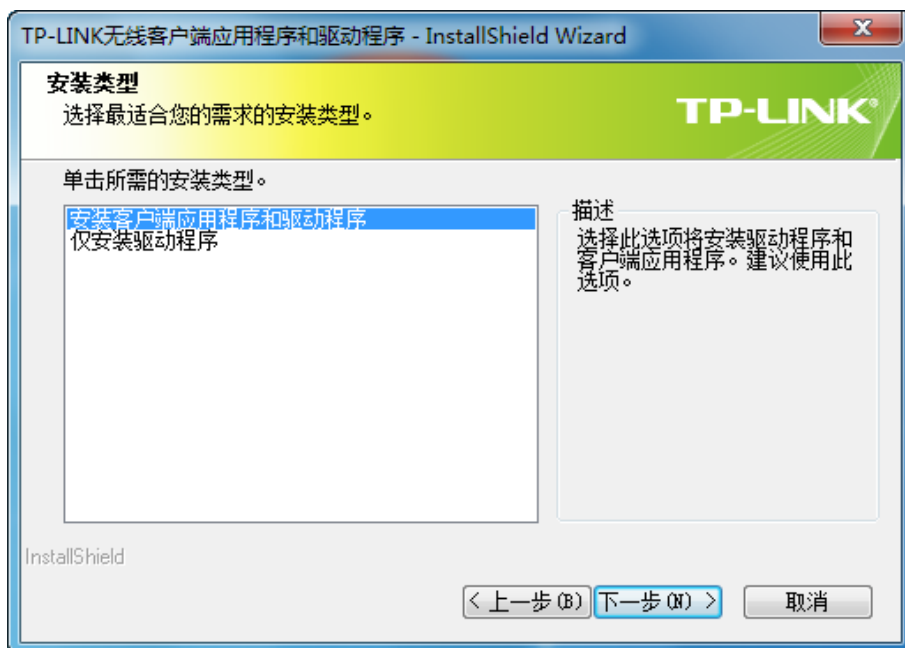 TP-LINK无线客户端应用程序和驱动程序 - InstallShield Wizard
安装类型
选择最适合您的需求的安装类型。
TP-LINK®
单击所需的安装类型。
安装客户端应用程序和驱动程序
仅安装驱动程序
描述
选择此选项将安装驱动程序和
客户端应用程序。建议使用此
选项。
InstallShield
< 上一步(B)
下一步(N) >
取消